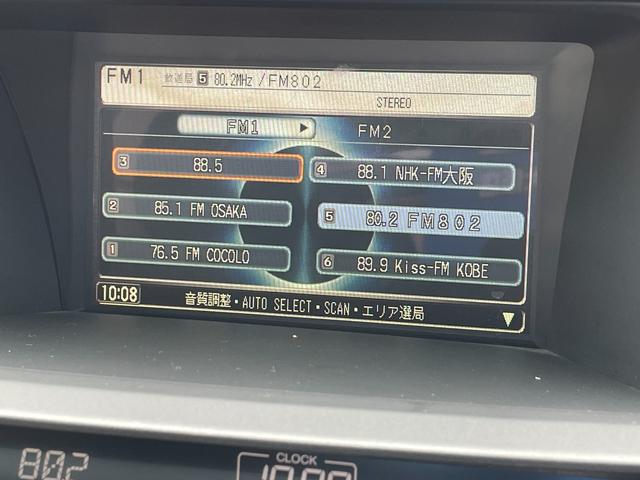 FM1 放送局 5 80.2MHz/FM802
STEREO
FM1 ▶ FM2
3 88.5
4 88.1 NHK-FM大阪
2 85.1 FM OSAKA
5 80.2 FM802
1 76.5 FM COCOLO
6 89.9 Kiss-FM KOBE
10:08 音質調整・AUTO SELECT・SCAN・エリア選局 ▼
802
CLOCK